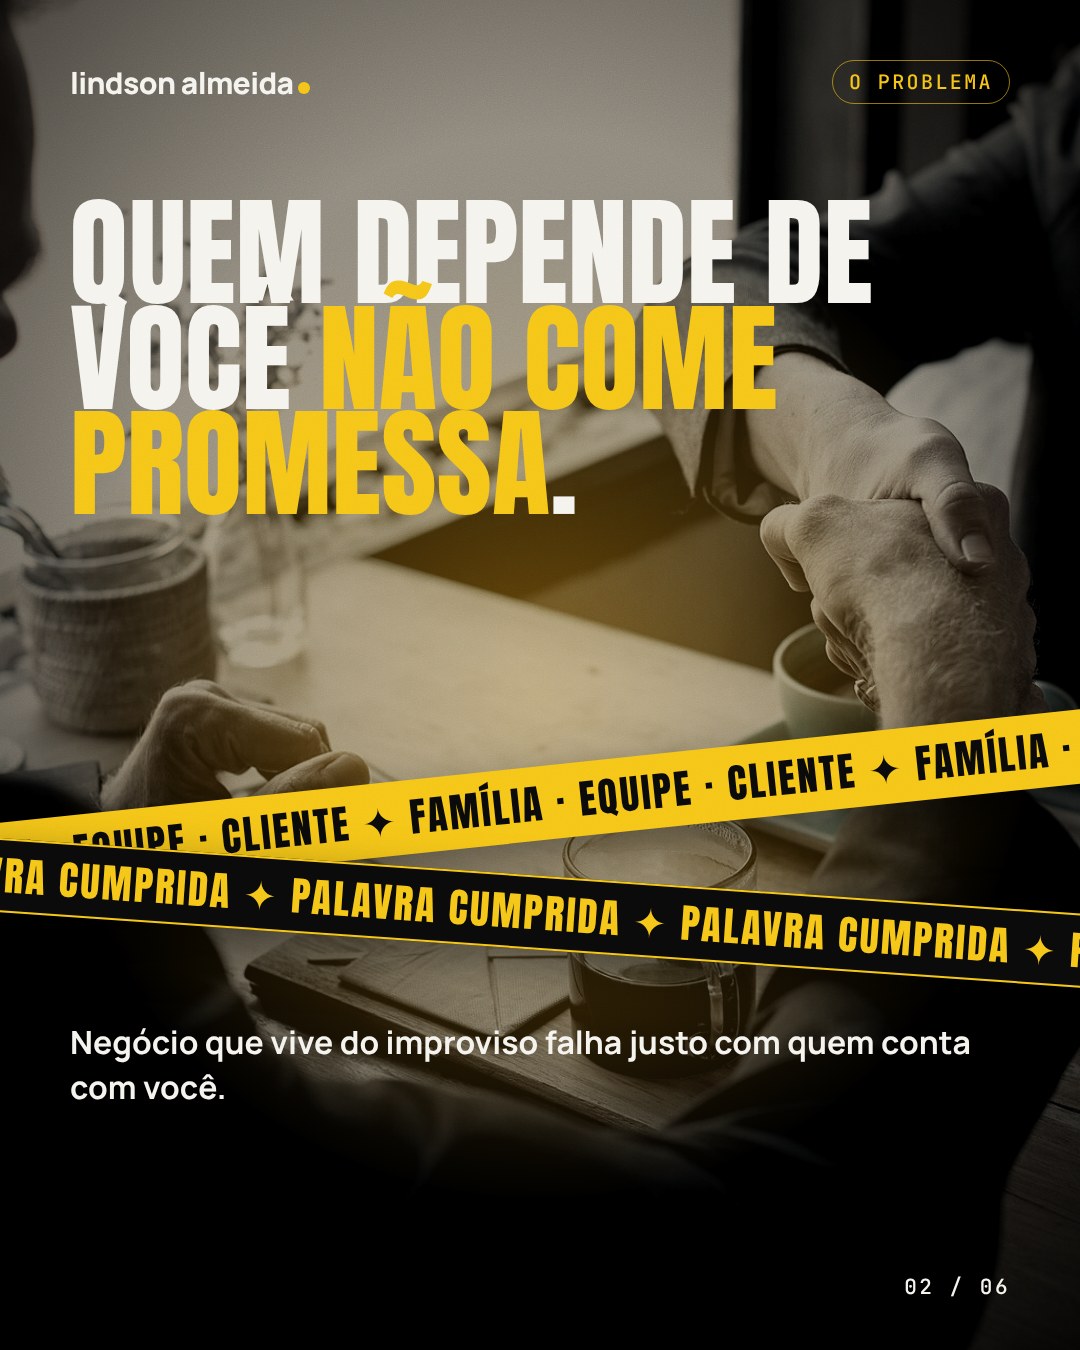 lindson almeida.
O PROBLEMA
QUEM DEPENDE DE
VOCÊ NÃO COME
PROMESSA.
EQUIPE · CLIENTE ✦ FAMÍLIA · EQUIPE · CLIENTE ✦ FAMÍLIA ·
CUMPRIDA ✦ PALAVRA CUMPRIDA ✦ PALAVRA CUMPRIDA ✦
Negócio que vive do improviso falha justo com quem conta
com você.
02 / 06